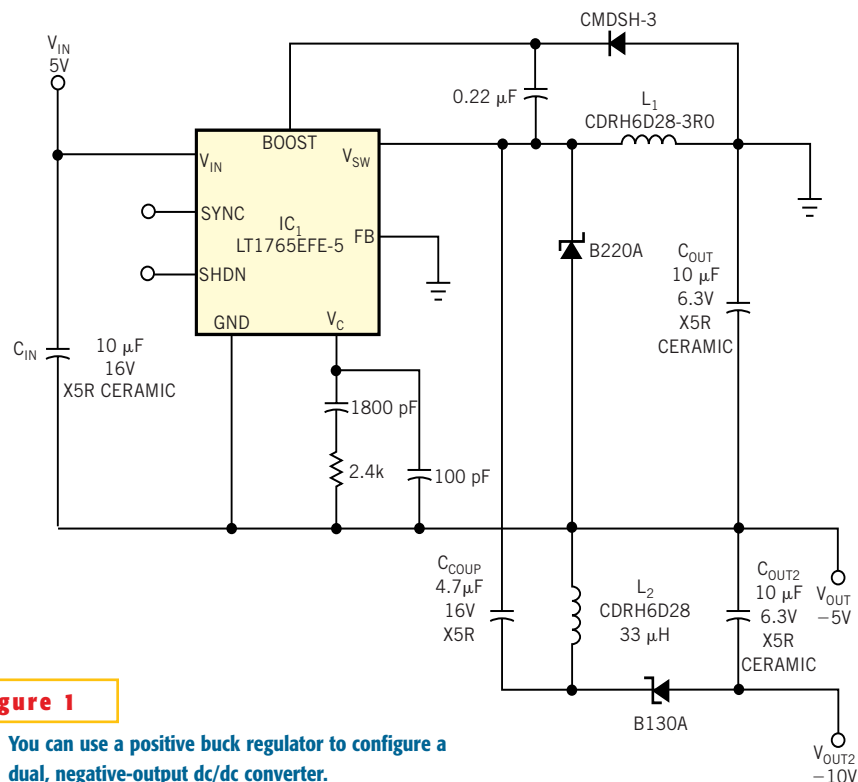 CMDSH-3
V_IN
5V
0.22 µF
L_1
CDRH6D28-3R0
BOOST
V_IN
V_SW
SYNC
IC_1
LT1765EFE-5
FB
SHDN
GND
V_C
B220A
C_OUT
10 µF
6.3V
X5R
CERAMIC
C_IN
10 µF
16V
X5R CERAMIC
1800 pF
2.4k
100 pF
C_COUP
4.7µF
16V
X5R
L_2
CDRH6D28
33 µH
C_OUT2
10 µF
6.3V
X5R
CERAMIC
V_OUT
−5V
B130A
V_OUT2
−10V
gure 1
You can use a positive buck regulator to configure a
dual, negative-output dc/dc converter.